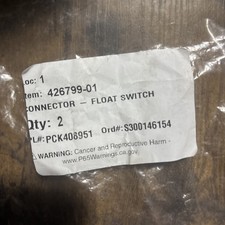 oc: 1
tem: 426799-01
CONNECTOR — FLOAT SWITCH
Qty: 2
PL#: PCK408951 Ord#: S300146154
WARNING: Cancer and Reproductive Harm -
www.P65Warnings.ca.gov.